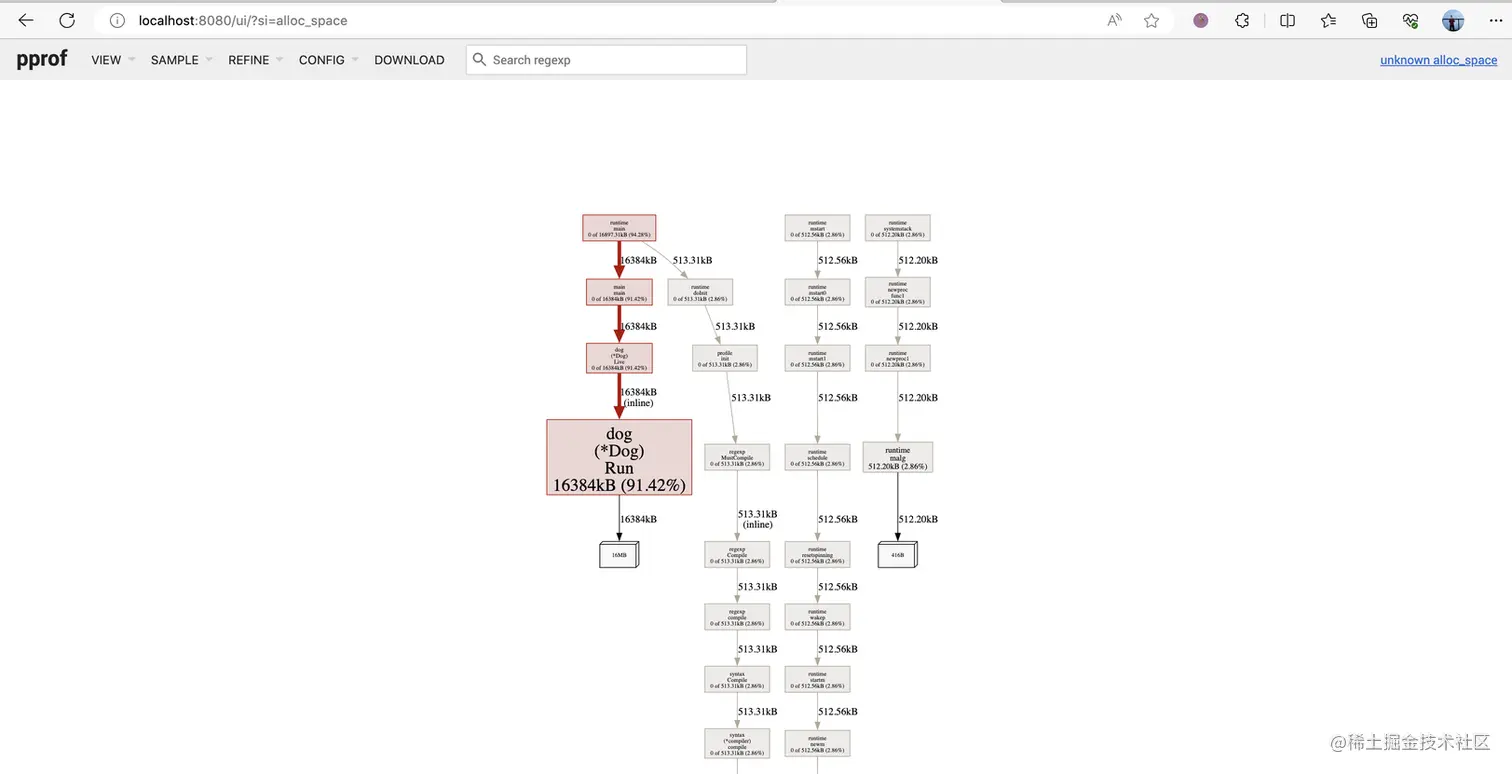 localhost:8080/ui/?si=alloc_space
pprof
VIEW
SAMPLE
REFINE
CONFIG
DOWNLOAD
Search regexp
unknown alloc_space
runtime
main
0 of 16897.31kB (94.28%)
runtime
mstart
0 of 512.56kB (2.86%)
runtime
systemstack
0 of 512.20kB (2.86%)
16384kB
513.31kB
512.56kB
512.20kB
main
main
0 of 16384kB (91.42%)
runtime
doInit
0 of 513.31kB (2.86%)
runtime
mstart0
0 of 512.56kB (2.86%)
runtime
newproc
func1
0 of 512.20kB (2.86%)
16384kB
513.31kB
512.56kB
512.20kB
dog
(*Dog)
Live
0 of 16384kB (91.42%)
profile
init
0 of 513.31kB (2.86%)
runtime
mstart1
0 of 512.56kB (2.86%)
runtime
newproc1
0 of 512.20kB (2.86%)
16384kB
(inline)
513.31kB
512.56kB
512.20kB
dog
(*Dog)
Run
16384kB (91.42%)
regexp
MustCompile
0 of 513.31kB (2.86%)
runtime
schedule
0 of 512.56kB (2.86%)
runtime
malg
512.20kB (2.86%)
16384kB
513.31kB
(inline)
512.56kB
512.20kB
16MB
regexp
Compile
0 of 513.31kB (2.86%)
runtime
resetspinning
0 of 512.56kB (2.86%)
416B
513.31kB
512.56kB
regexp
compile
0 of 513.31kB (2.86%)
runtime
wakep
0 of 512.56kB (2.86%)
513.31kB
512.56kB
syntax
Compile
0 of 513.31kB (2.86%)
runtime
startm
0 of 512.56kB (2.86%)
513.31kB
512.56kB
syntax
(*compiler)
compile
0 of 513.31kB (2.86%)
runtime
newm
0 of 512.56kB (2.86%)
@稀土掘金技术社区